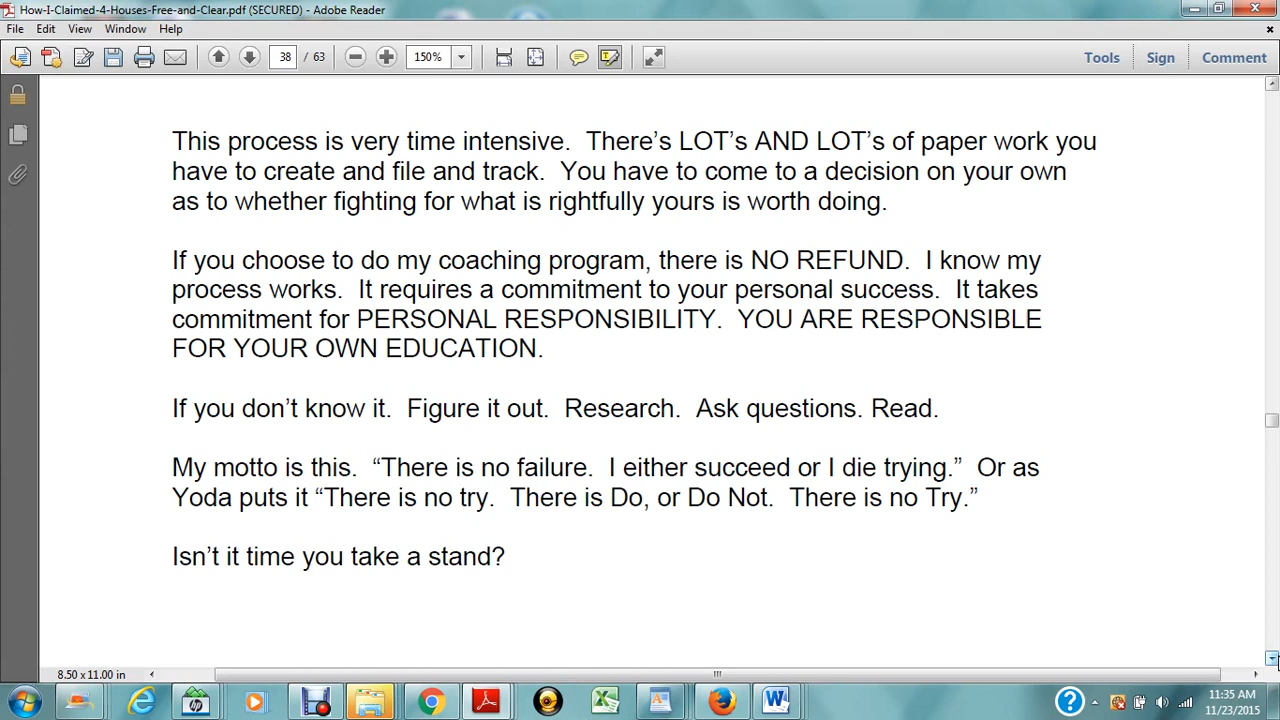 How-I-Claimed-4-Houses-Free-and-Clear.pdf (SECURED) - Adobe Reader
File Edit View Window Help
38 / 63 150% Tools Sign Comment
This process is very time intensive. There’s LOT’s AND LOT’s of paper work you
have to create and file and track. You have to come to a decision on your own
as to whether fighting for what is rightfully yours is worth doing.
If you choose to do my coaching program, there is NO REFUND. I know my
process works. It requires a commitment to your personal success. It takes
commitment for PERSONAL RESPONSIBILITY. YOU ARE RESPONSIBLE
FOR YOUR OWN EDUCATION.
If you don’t know it. Figure it out. Research. Ask questions. Read.
My motto is this. “There is no failure. I either succeed or I die trying.” Or as
Yoda puts it “There is no try. There is Do, or Do Not. There is no Try.”
Isn’t it time you take a stand?
8.50 x 11.00 in
11:35 AM
11/23/2015